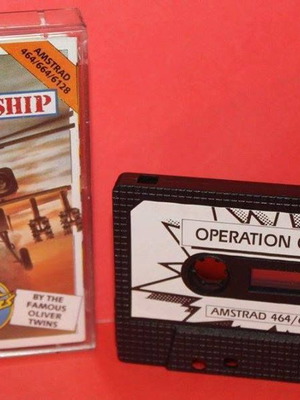 AMSTRAD
464/664/6128
SHIP
BY THE
FAMOUS
OLIVER
TWINS
OPERATION
AMSTRAD 464/